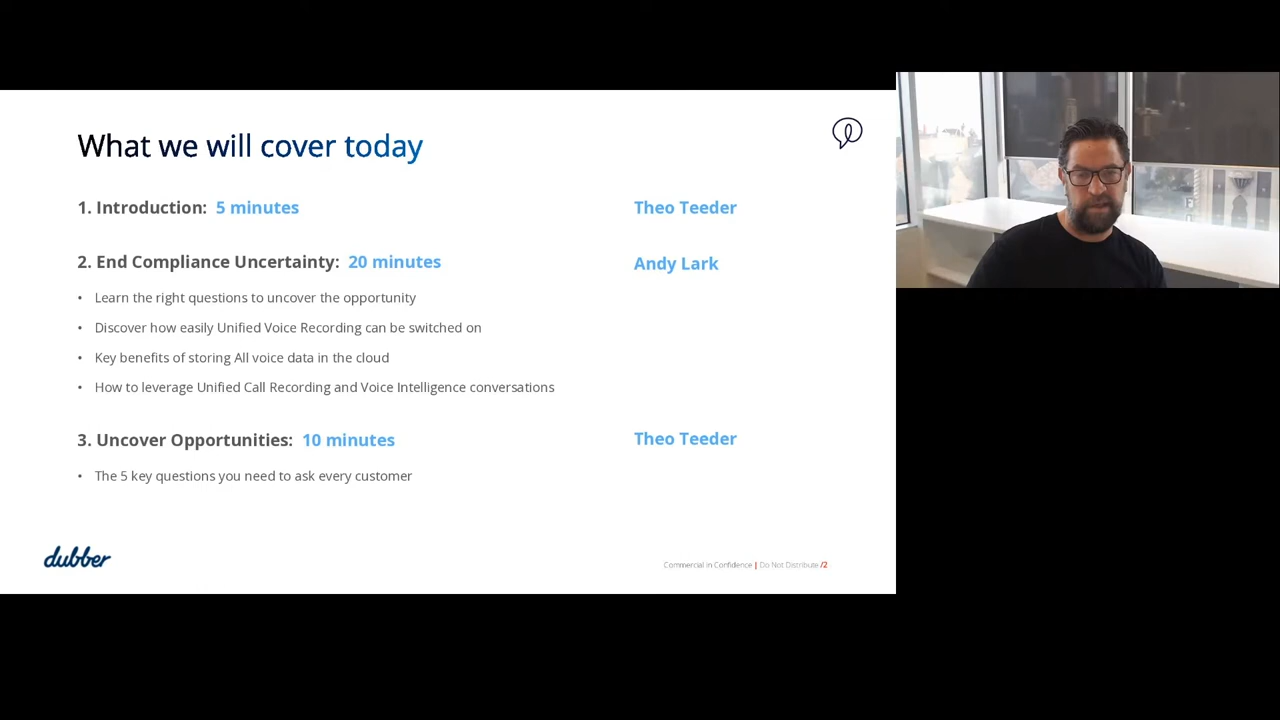 What we will cover today
1. Introduction: 5 minutes
Theo Teeder
2. End Compliance Uncertainty: 20 minutes
Andy Lark
• Learn the right questions to uncover the opportunity
• Discover how easily Unified Voice Recording can be switched on
• Key benefits of storing All voice data in the cloud
• How to leverage Unified Call Recording and Voice Intelligence conversations
3. Uncover Opportunities: 10 minutes
Theo Teeder
• The 5 key questions you need to ask every customer
dubber
Commercial in Confidence | Do Not Distribute /2